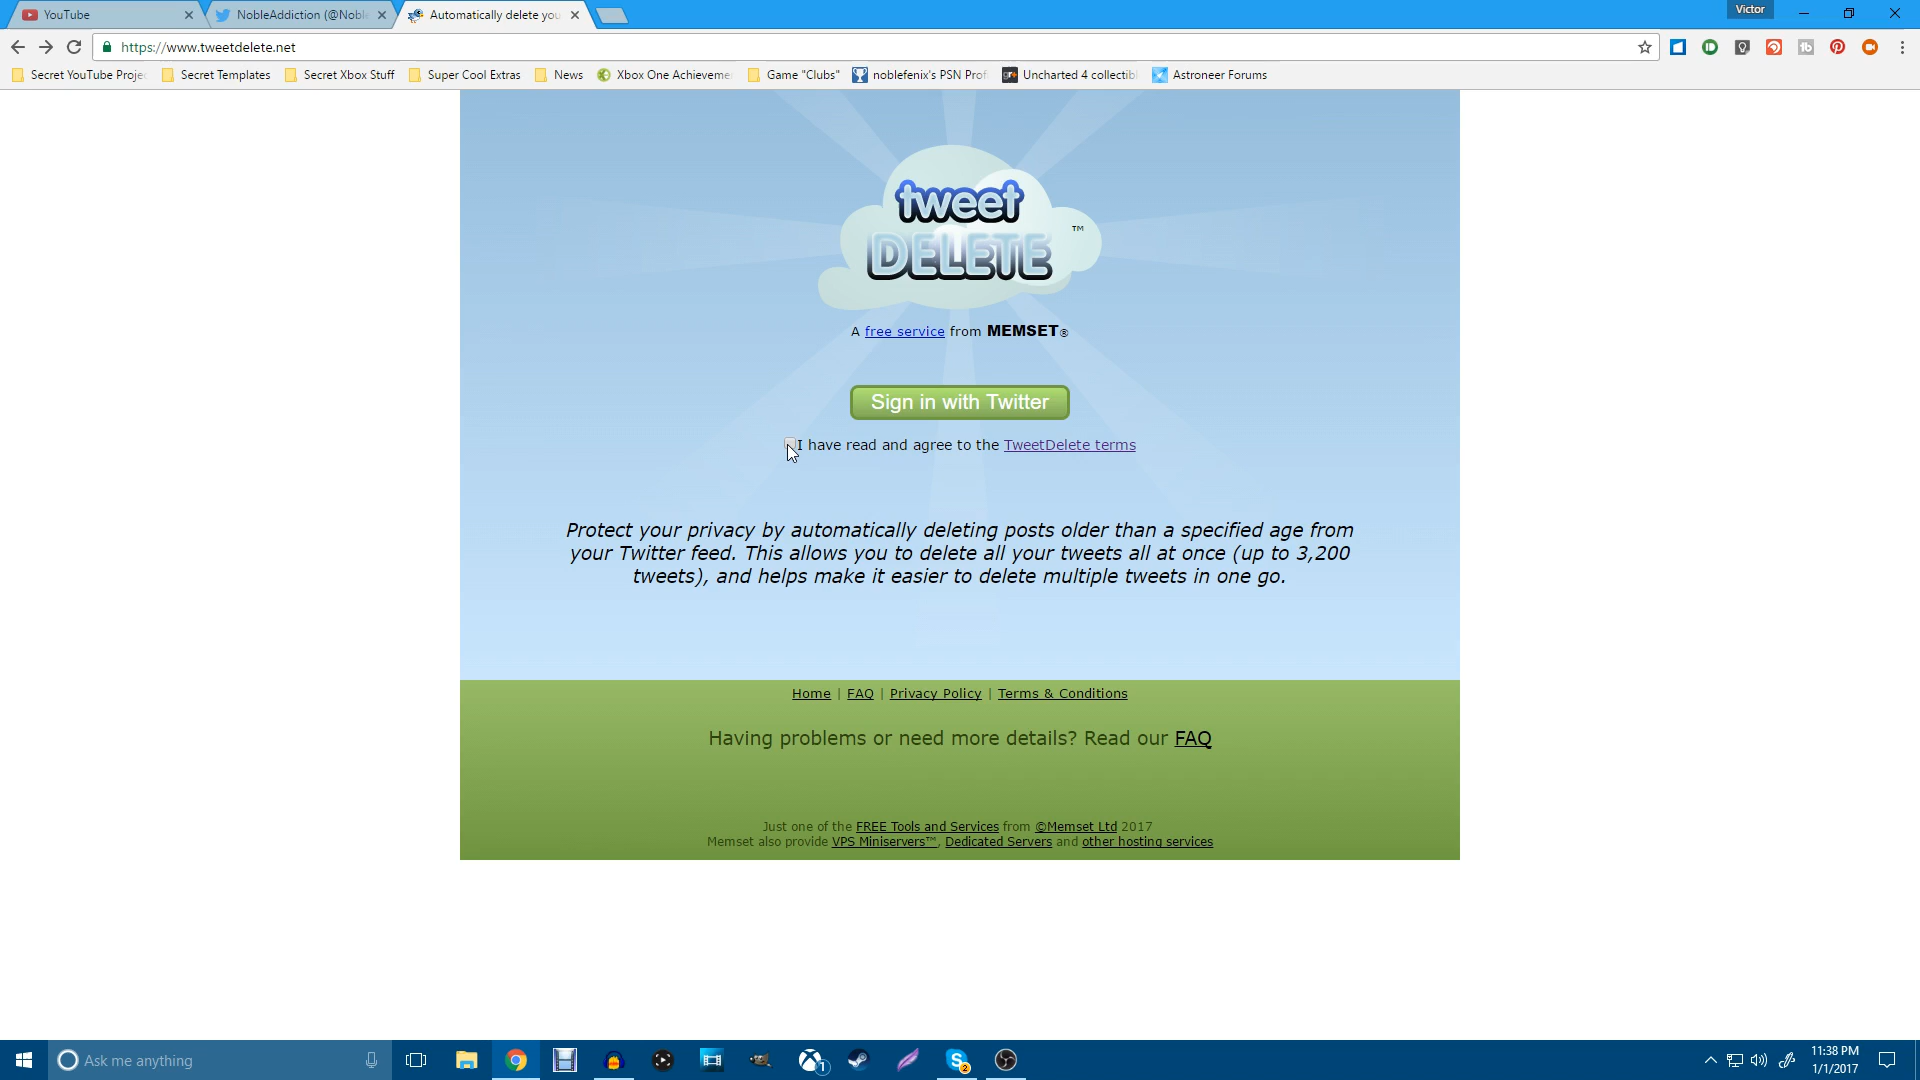 YouTube
NobleAddiction (@Noble
Automatically delete you
Victor
https://www.tweetdelete.net
Secret YouTube Proje
Secret Templates
Secret Xbox Stuff
Super Cool Extras
News
Xbox One Achieveme
Game "Clubs"
noblefenix's PSN Prof
Uncharted 4 collectibl
Astroneer Forums
tweet
DELETE
TM
A free service from MEMSET®
Sign in with Twitter
I have read and agree to the TweetDelete terms
Protect your privacy by automatically deleting posts older than a specified age from
your Twitter feed. This allows you to delete all your tweets all at once (up to 3,200
tweets), and helps make it easier to delete multiple tweets in one go.
Home | FAQ | Privacy Policy | Terms & Conditions
Having problems or need more details? Read our FAQ
Just one of the FREE Tools and Services from ©Memset Ltd 2017
Memset also provide VPS Miniservers™, Dedicated Servers and other hosting services
Ask me anything
1
2
11:38 PM
1/1/2017